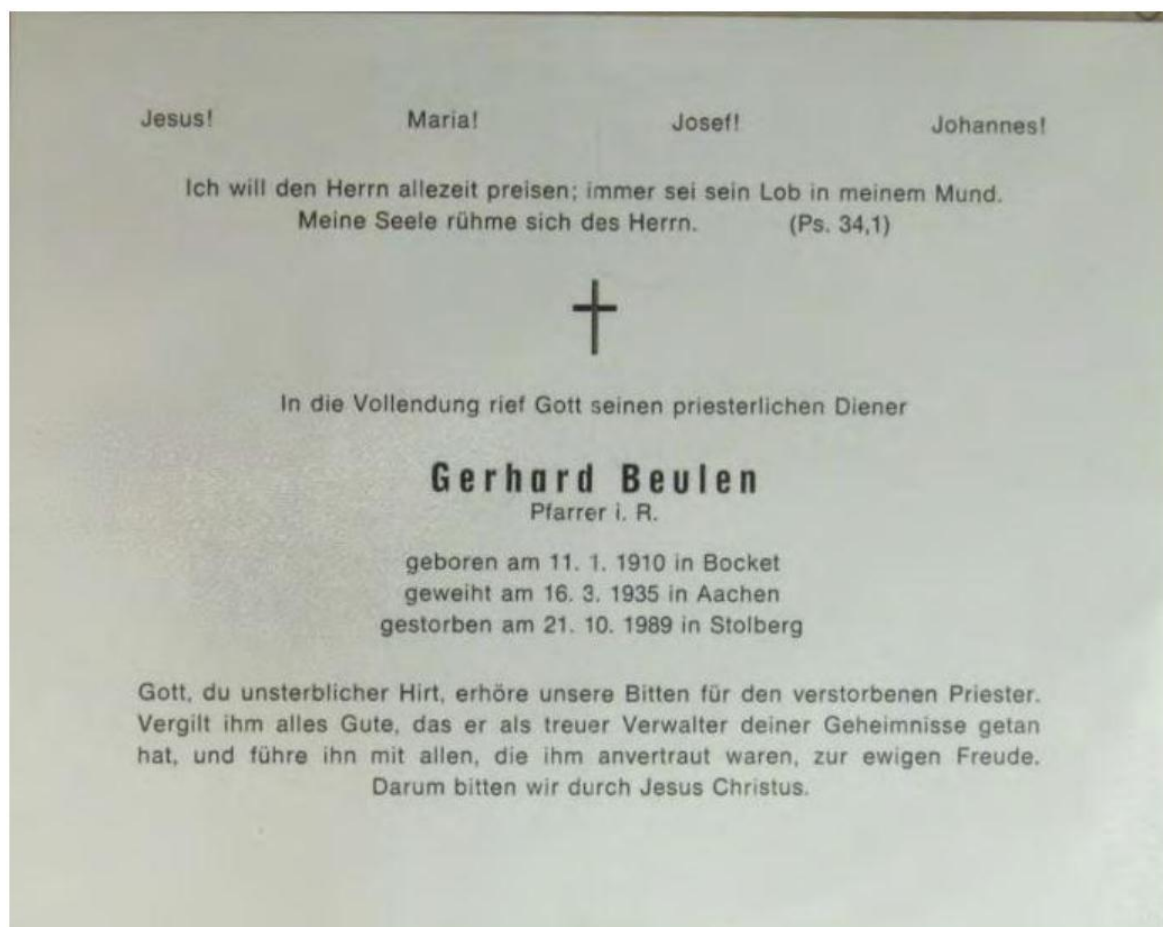 Jesus! Maria! Josef! Johannes!
Ich will den Herrn allezeit preisen; immer sei sein Lob in meinem Mund.
Meine Seele rühme sich des Herrn. (Ps. 34,1)
In die Vollendung rief Gott seinen priesterlichen Diener
Gerhard Beulen
Pfarrer i. R.
geboren am 11. 1. 1910 in Bocket
geweiht am 16. 3. 1935 in Aachen
gestorben am 21. 10. 1989 in Stolberg
Gott, du unsterblicher Hirt, erhöre unsere Bitten für den verstorbenen Priester.
Vergilt ihm alles Gute, das er als treuer Verwalter deiner Geheimnisse getan
hat, und führe ihn mit allen, die ihm anvertraut waren, zur ewigen Freude.
Darum bitten wir durch Jesus Christus.